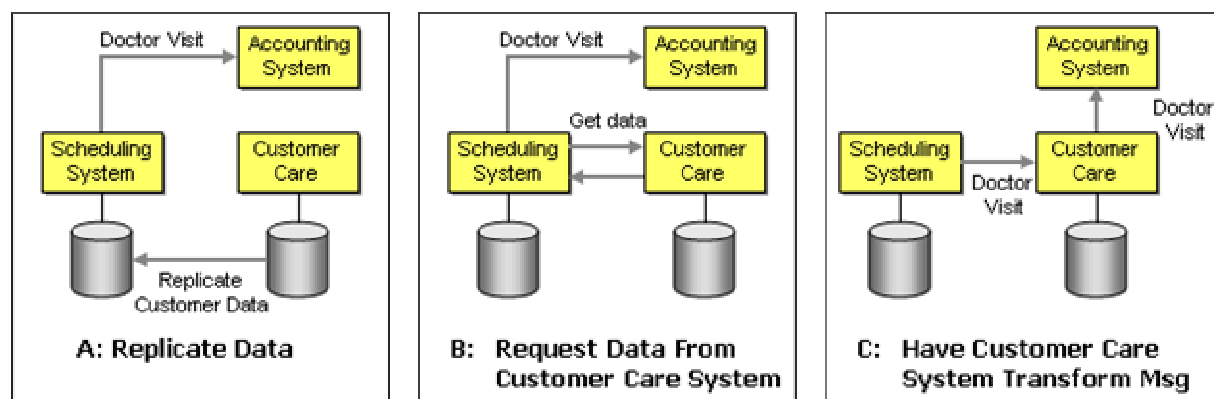 Doctor Visit
Accounting
System
Scheduling
System
Customer
Care
Replicate
Customer Data
A: Replicate Data
Doctor Visit
Accounting
System
Get data
Scheduling
System
Customer
Care
B: Request Data From
Customer Care System
Accounting
System
Doctor
Visit
Scheduling
System
Customer
Care
Doctor
Visit
C: Have Customer Care
System Transform Msg